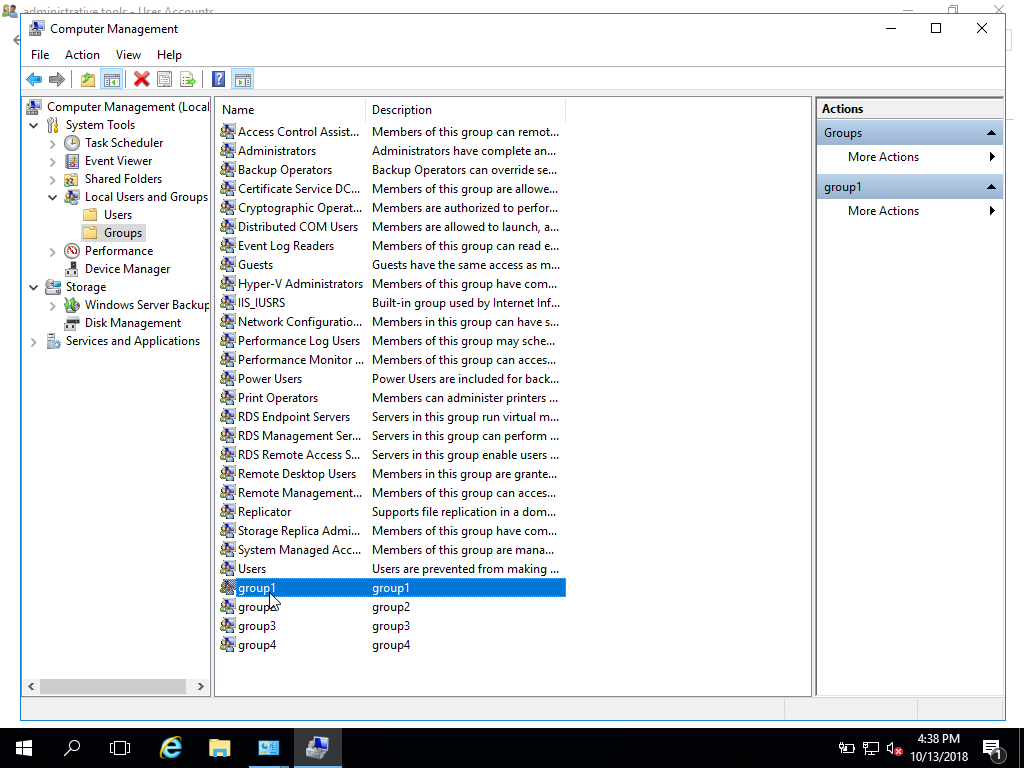 administrative tools - User Accounts
Computer Management
File Action View Help
Computer Management (Local
System Tools
Task Scheduler
Event Viewer
Shared Folders
Local Users and Groups
Users
Groups
Performance
Device Manager
Storage
Windows Server Backup
Disk Management
Services and Applications
Name Description
Access Control Assist... Members of this group can remot...
Administrators Administrators have complete an...
Backup Operators Backup Operators can override se...
Certificate Service DC... Members of this group are allowe...
Cryptographic Operat... Members are authorized to perfor...
Distributed COM Users Members are allowed to launch, a...
Event Log Readers Members of this group can read e...
Guests Guests have the same access as m...
Hyper-V Administrators Members of this group have com...
IIS_IUSRS Built-in group used by Internet Inf...
Network Configuratio... Members in this group can have s...
Performance Log Users Members of this group may sche...
Performance Monitor ... Members of this group can acces...
Power Users Power Users are included for back...
Print Operators Members can administer printers ...
RDS Endpoint Servers Servers in this group run virtual m...
RDS Management Ser... Servers in this group can perform ...
RDS Remote Access S... Servers in this group enable users ...
Remote Desktop Users Members in this group are grante...
Remote Management... Members of this group can acces...
Replicator Supports file replication in a dom...
Storage Replica Admi... Members of this group have com...
System Managed Acc... Members of this group are mana...
Users Users are prevented from making ...
group1 group1
group2 group2
group3 group3
group4 group4
Actions
Groups
More Actions
group1
More Actions
4:38 PM
10/13/2018
1